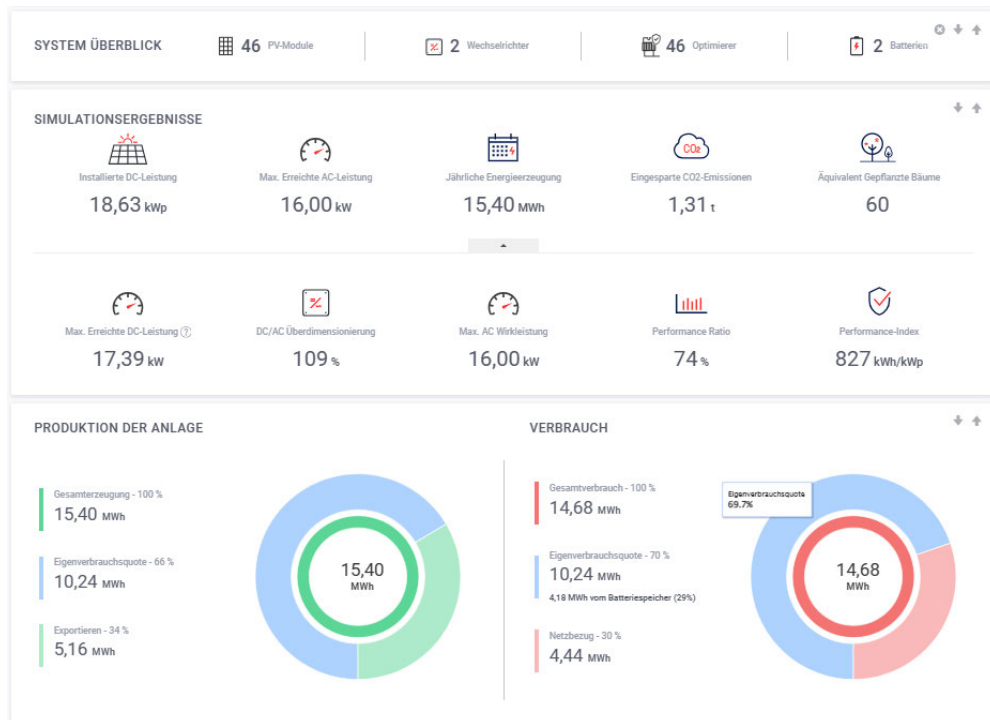 SYSTEM ÜBERBLICK
46 PV-Module
2 Wechselrichter
46 Optimierer
2 Batterien
SIMULATIONSERGEBNISSE
Installierte DC-Leistung
18,63 kWp
Max. Erreichte AC-Leistung
16,00 kW
Jährliche Energieerzeugung
15,40 MWh
CO2
Eingesparte CO2-Emissionen
1,31 t
Äquivalent Gepflanzte Bäume
60
Max. Erreichte DC-Leistung ?
17,39 kW
DC/AC Überdimensionierung
109 %
Max. AC Wirkleistung
16,00 kW
Performance Ratio
74 %
Performance-Index
827 kWh/kWp
PRODUKTION DER ANLAGE
Gesamterzeugung - 100 %
15,40 MWh
Eigenverbrauchsquote - 66 %
10,24 MWh
Exportieren - 34 %
5,16 MWh
15,40
MWh
VERBRAUCH
Gesamtverbrauch - 100 %
14,68 MWh
Eigenverbrauchsquote - 70 %
10,24 MWh
4,18 MWh vom Batteriespeicher (29%)
Netzbezug - 30 %
4,44 MWh
Eigenverbrauchsquote
69.7%
14,68
MWh